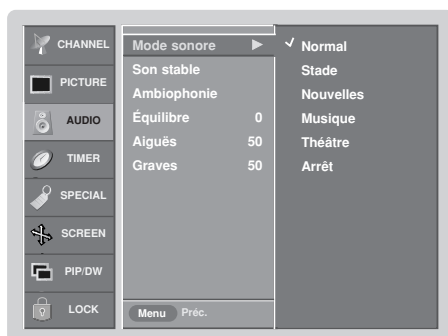 CHANNEL
PICTURE
AUDIO
TIMER
SPECIAL
SCREEN
PIP/DW
LOCK
Mode sonore
Son stable
Ambiophonie
Équilibre 0
Aiguës 50
Graves 50
Menu Préc.
Normal
Stade
Nouvelles
Musique
Théâtre
Arrêt